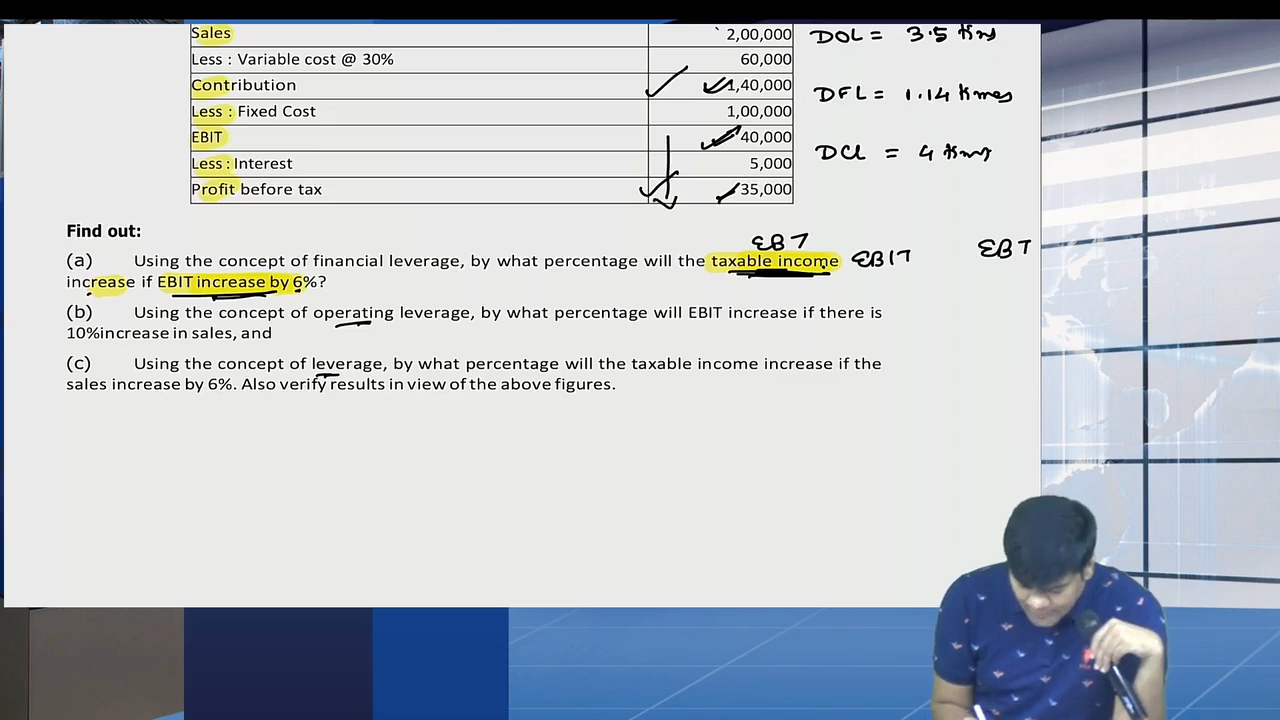 Sales ` 2,00,000 DOL = 3.5 times
Less : Variable cost @ 30% 60,000
Contribution 1,40,000 DFL = 1.14 times
Less : Fixed Cost 1,00,000
EBIT 40,000 DCL = 4 times
Less : Interest 5,000
Profit before tax 35,000
Find out:
EBT
(a) Using the concept of financial leverage, by what percentage will the taxable income EBIT EBT
increase if EBIT increase by 6%?
(b) Using the concept of operating leverage, by what percentage will EBIT increase if there is
10%increase in sales, and
(c) Using the concept of leverage, by what percentage will the taxable income increase if the
sales increase by 6%. Also verify results in view of the above figures.